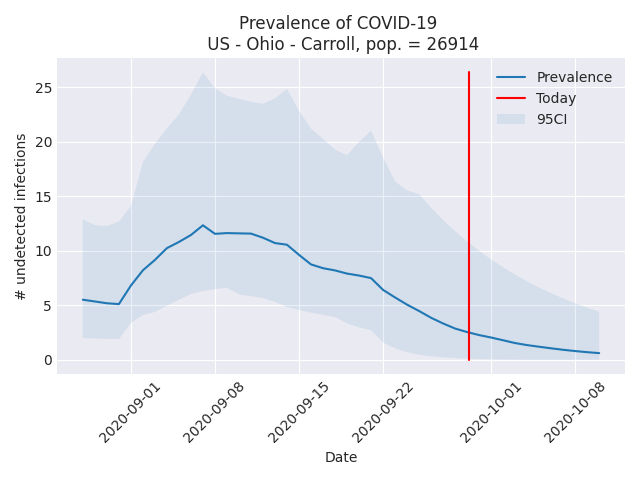 Prevalence of COVID-19
US - Ohio - Carroll, pop. = 26914
Prevalence
Today
95CI
# undetected infections
25
20
15
10
5
0
2020-09-01
2020-09-08
2020-09-15
2020-09-22
2020-10-01
2020-10-08
Date